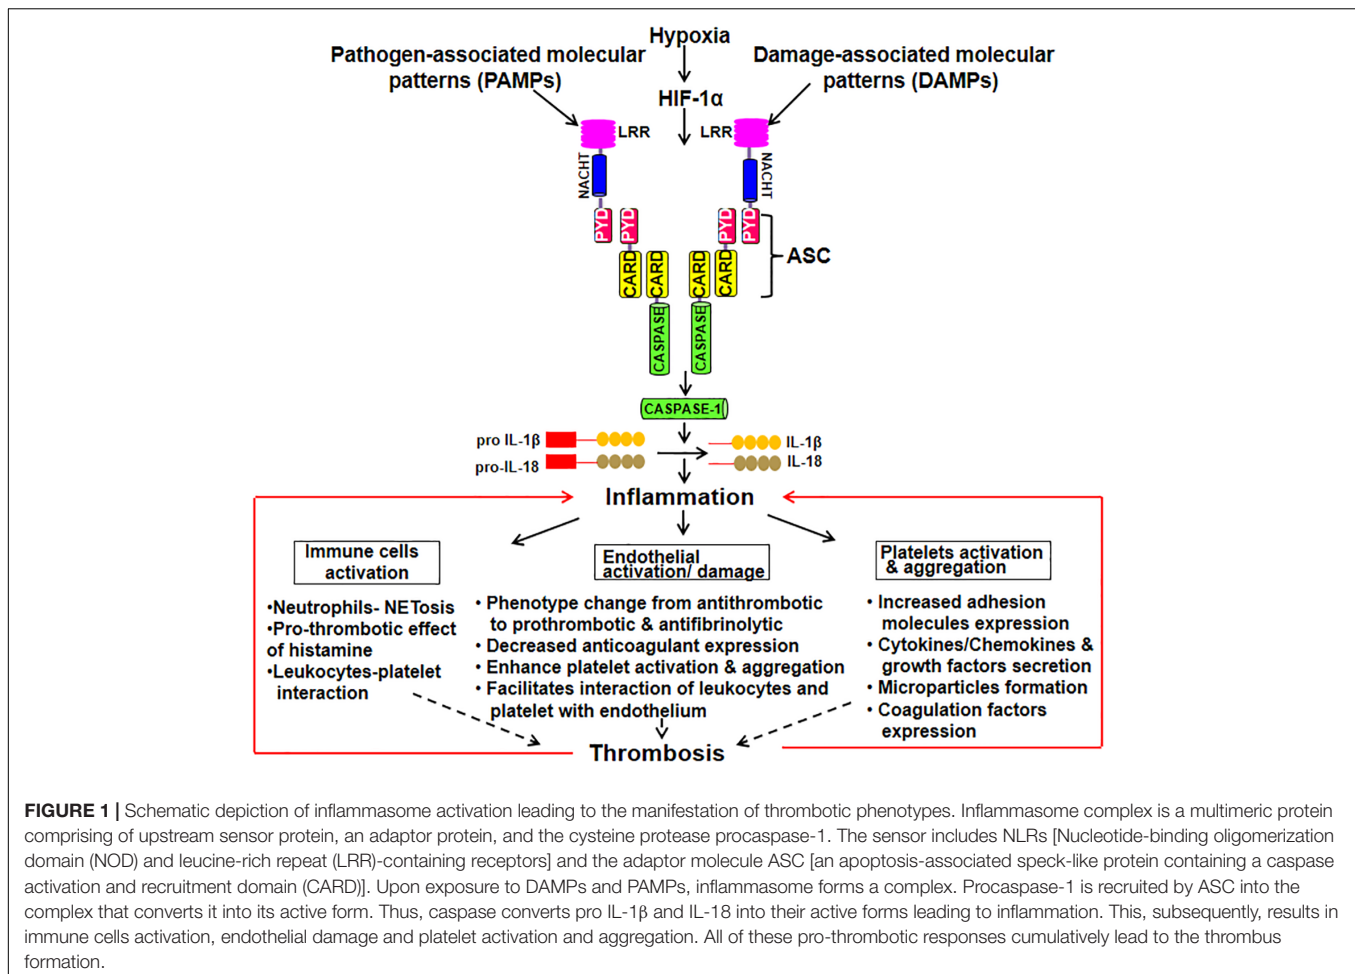 Hypoxia
Pathogen-associated molecular
patterns (PAMPs)
Damage-associated molecular
patterns (DAMPs)
HIF-1α
LRR
LRR
NACHT
NACHT
PYD
PYD
PYD
PYD
ASC
CARD
CARD
CARD
CARD
CASPASE
CASPASE
CASPASE-1
pro IL-1β
IL-1β
pro-IL-18
IL-18
Inflammation
Immune cells
activation
•Neutrophils- NETosis
•Pro-thrombotic effect
of histamine
•Leukocytes-platelet
interaction
Endothelial
activation/ damage
• Phenotype change from antithrombotic
to prothrombotic & antifibrinolytic
• Decreased anticoagulant expression
• Enhance platelet activation & aggregation
• Facilitates interaction of leukocytes and
platelet with endothelium
Platelets activation
& aggregation
• Increased adhesion
molecules expression
• Cytokines/Chemokines &
growth factors secretion
• Microparticles formation
• Coagulation factors
expression
Thrombosis
FIGURE 1 | Schematic depiction of inflammasome activation leading to the manifestation of thrombotic phenotypes. Inflammasome complex is a multimeric protein
comprising of upstream sensor protein, an adaptor protein, and the cysteine protease procaspase-1. The sensor includes NLRs [Nucleotide-binding oligomerization
domain (NOD) and leucine-rich repeat (LRR)-containing receptors] and the adaptor molecule ASC [an apoptosis-associated speck-like protein containing a caspase
activation and recruitment domain (CARD)]. Upon exposure to DAMPs and PAMPs, inflammasome forms a complex. Procaspase-1 is recruited by ASC into the
complex that converts it into its active form. Thus, caspase converts pro IL-1β and IL-18 into their active forms leading to inflammation. This, subsequently, results in
immune cells activation, endothelial damage and platelet activation and aggregation. All of these pro-thrombotic responses cumulatively lead to the thrombus
formation.